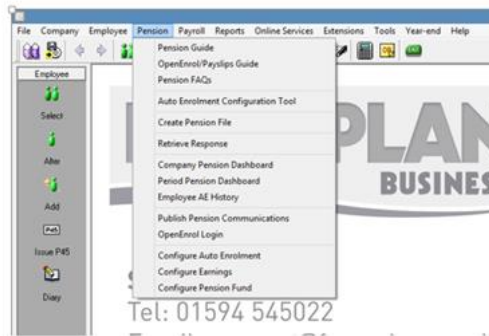 File Company Employee Pension Payroll Reports Online Services Extensions Tools Year-end Help
Employee
Select
Alter
Add
P45
Issue P45
Diary
Pension Guide
OpenEnrol/Payslips Guide
Pension FAQs
Auto Enrolment Configuration Tool
Create Pension File
Retrieve Response
Company Pension Dashboard
Period Pension Dashboard
Employee AE History
Publish Pension Communications
OpenEnrol Login
Configure Auto Enrolment
Configure Earnings
Configure Pension Fund
PLAN
BUSINES
Tel: 01594 545022